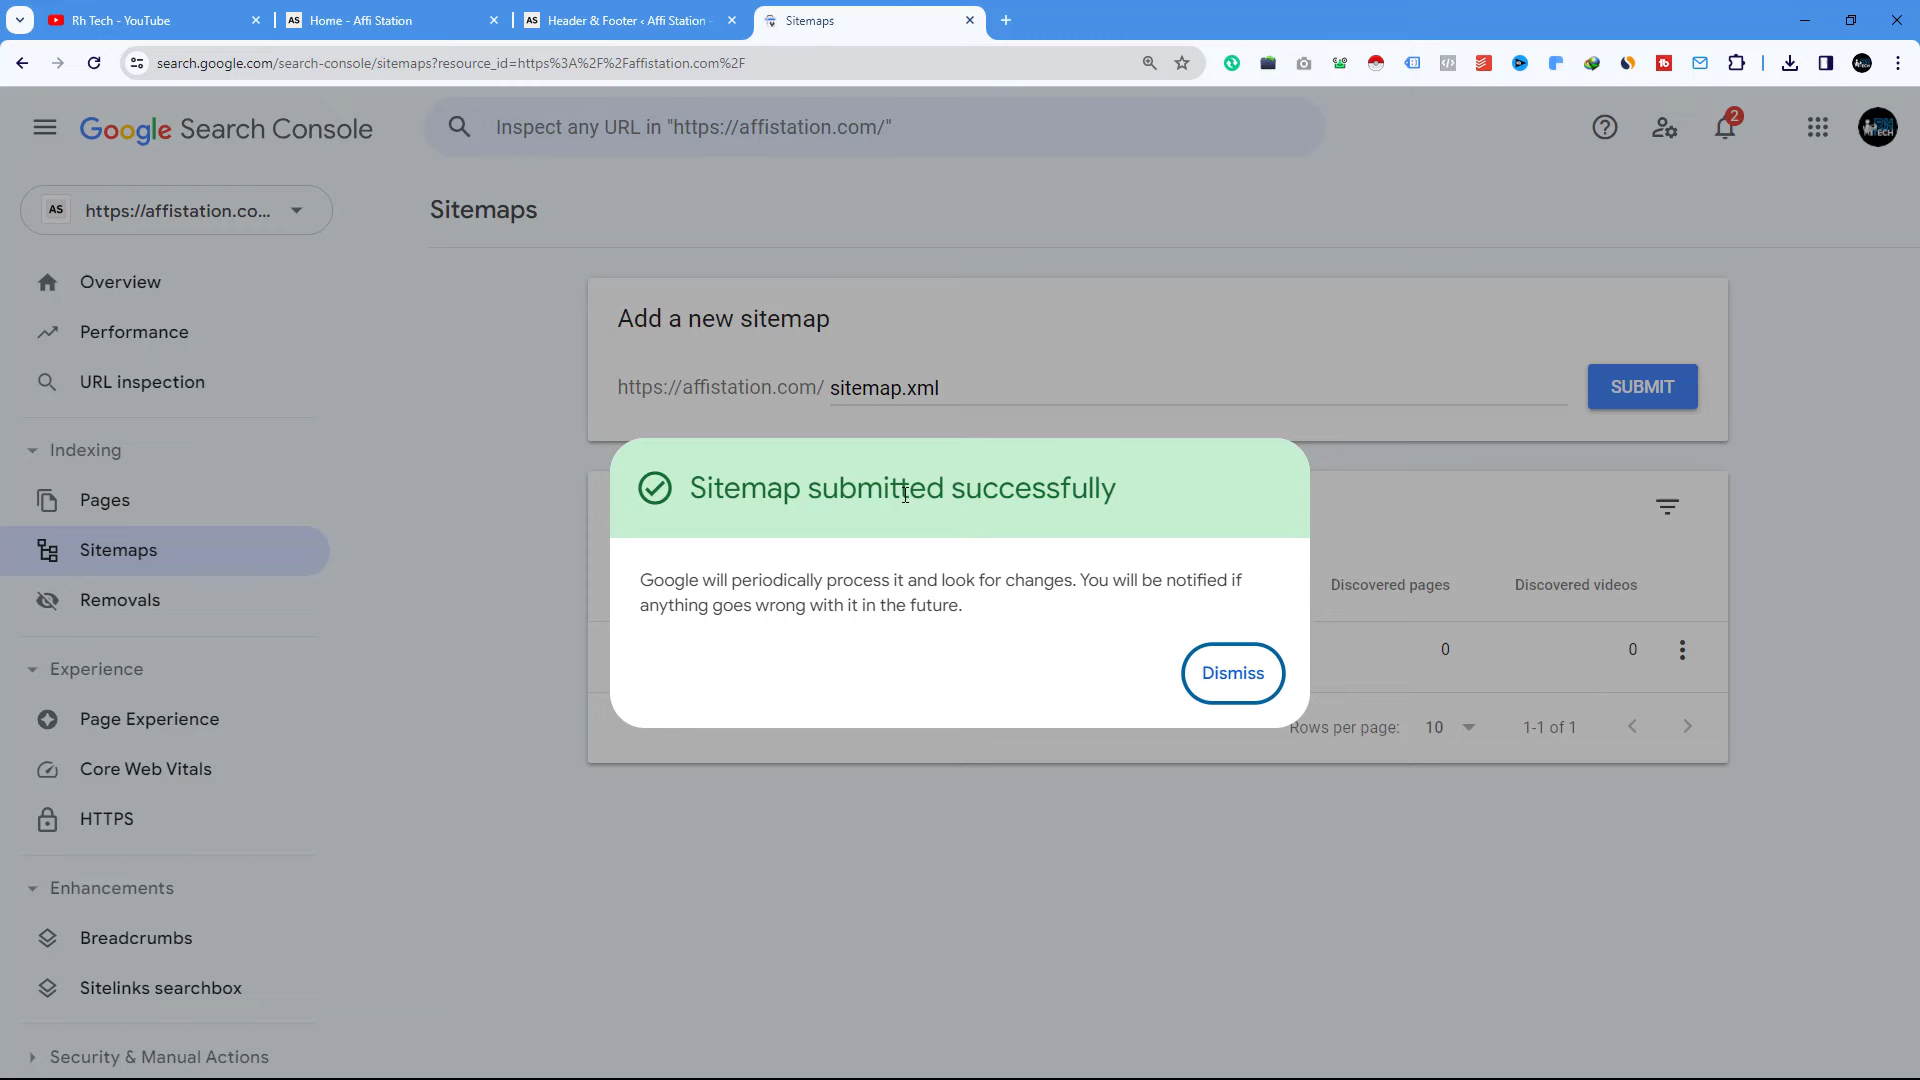 Rh Tech - YouTube
AS Home - Affi Station
AS Header & Footer ‹ Affi Station -
Sitemaps
search.google.com/search-console/sitemaps?resource_id=https%3A%2F%2Faffistation.com%2F
Google Search Console
Inspect any URL in "https://affistation.com/"
2
AS https://affistation.co...
Sitemaps
Overview
Performance
URL inspection
Indexing
Pages
Sitemaps
Removals
Experience
Page Experience
Core Web Vitals
HTTPS
Enhancements
Breadcrumbs
Sitelinks searchbox
Security & Manual Actions
Add a new sitemap
https://affistation.com/ sitemap.xml
SUBMIT
Sitemap submitted successfully
Google will periodically process it and look for changes. You will be notified if
anything goes wrong with it in the future.
Dismiss
Discovered pages Discovered videos
0 0
Rows per page: 10 1-1 of 1